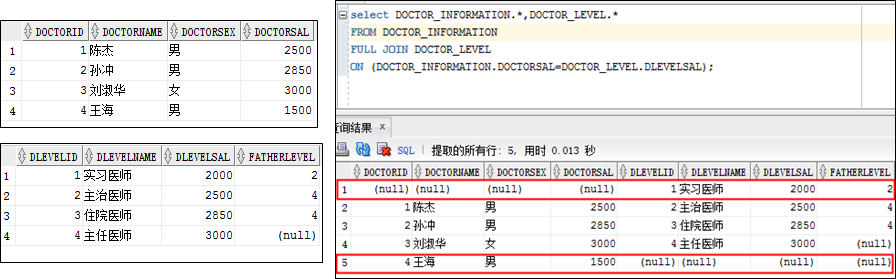 DOCTORID DOCTORNAME DOCTORSEX DOCTORSAL
1 1 陈杰 男 2500
2 2 孙冲 男 2850
3 3 刘淑华 女 3000
4 4 王海 男 1500
DLEVELID DLEVELNAME DLEVELSAL FATHERLEVEL
1 1 实习医师 2000 2
2 2 主治医师 2500 4
3 3 住院医师 2850 4
4 4 主任医师 3000 (null)
select DOCTOR_INFORMATION.*,DOCTOR_LEVEL.*
FROM DOCTOR_INFORMATION
FULL JOIN DOCTOR_LEVEL
ON (DOCTOR_INFORMATION.DOCTORSAL=DOCTOR_LEVEL.DLEVELSAL);
询结果 ×
SQL | 提取的所有行: 5, 用时 0.013 秒
DOCTORID DOCTORNAME DOCTORSEX DOCTORSAL DLEVELID DLEVELNAME DLEVELSAL FATHERLEVEL
1 (null) (null) (null) (null) 1 实习医师 2000 2
2 1 陈杰 男 2500 2 主治医师 2500 4
3 2 孙冲 男 2850 3 住院医师 2850 4
4 3 刘淑华 女 3000 4 主任医师 3000 (null)
5 4 王海 男 1500 (null) (null) (null) (null)